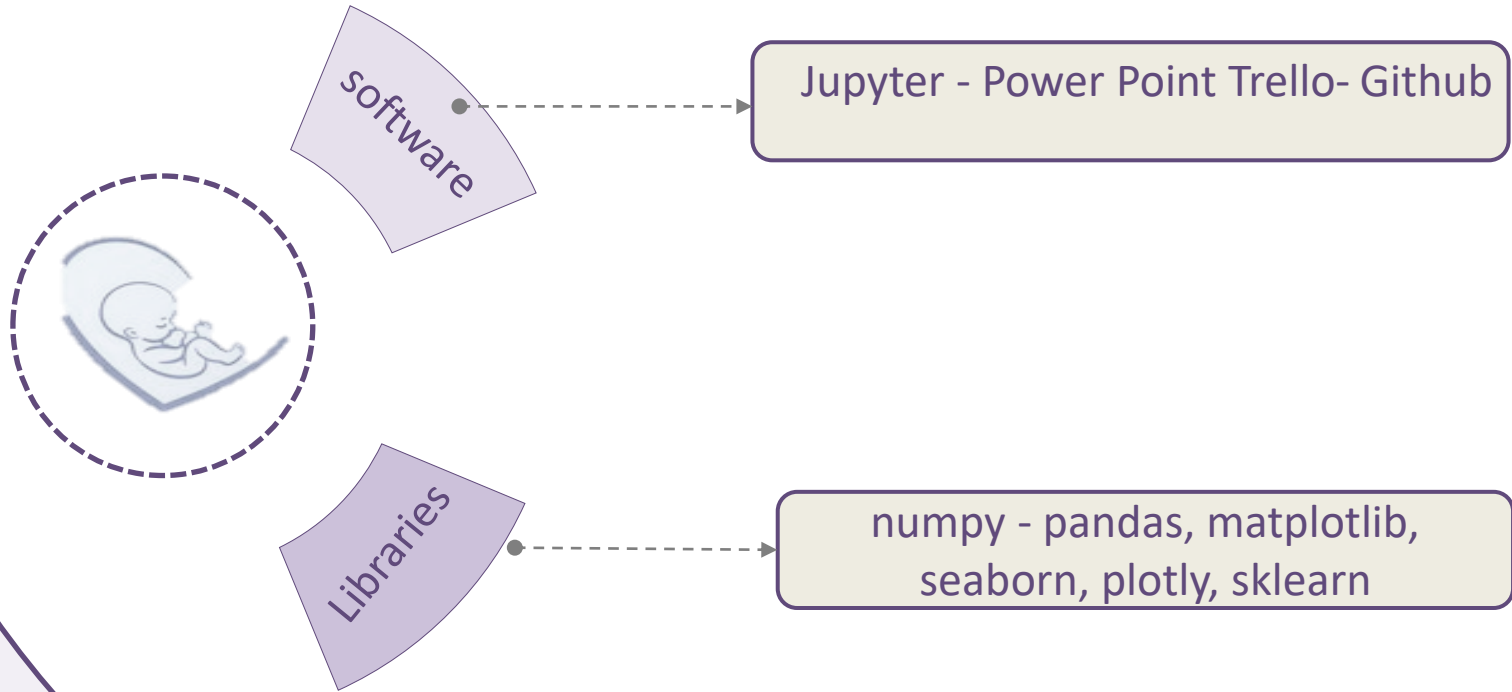 software
Jupyter - Power Point Trello- Github
Libraries
numpy - pandas, matplotlib,
seaborn, plotly, sklearn